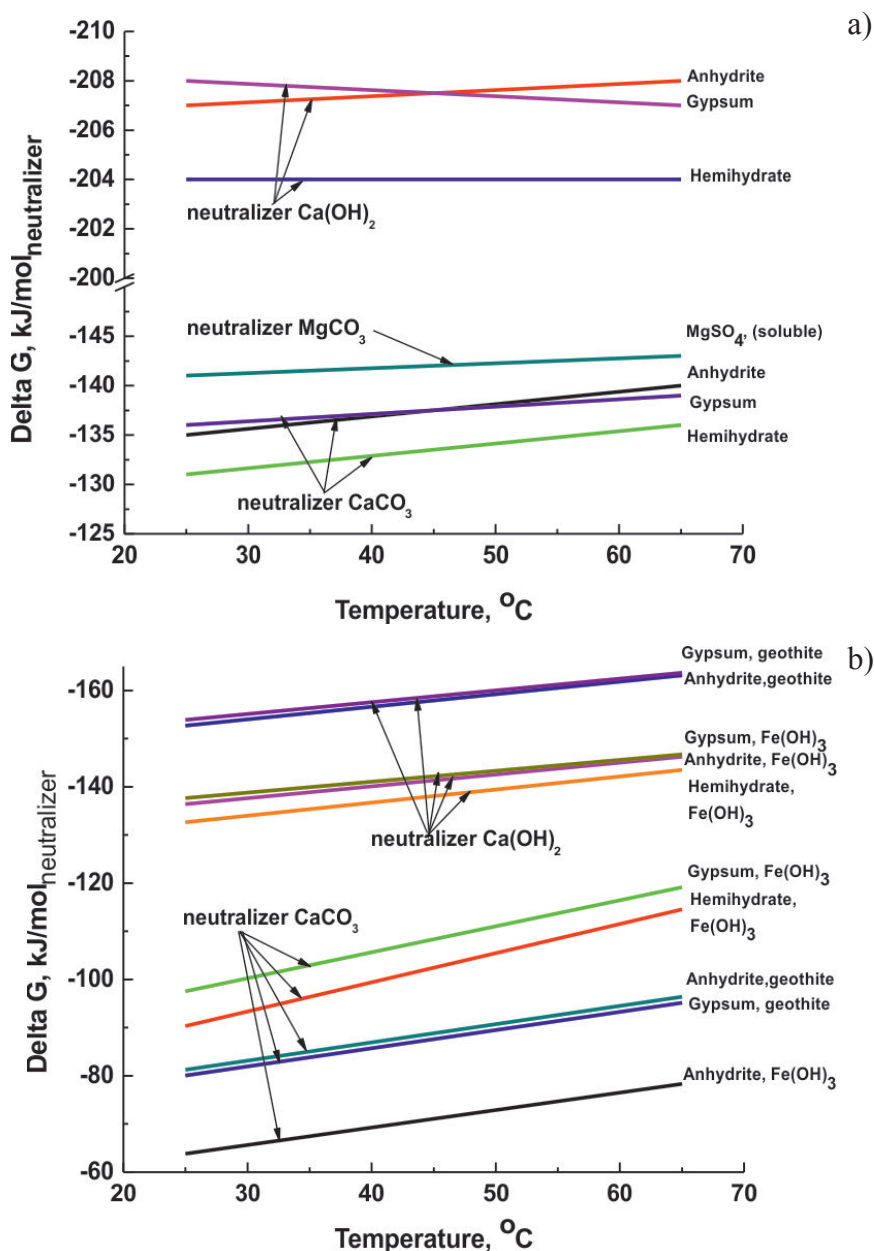 a)
-210
-208
-206
-204
-202
-200
-145
-140
-135
-130
-125
Delta G, kJ/mol neutralizer
Anhydrite
Gypsum
Hemihydrate
neutralizer Ca(OH)2
neutralizer MgCO3
MgSO4, (soluble)
Anhydrite
Gypsum
Hemihydrate
neutralizer CaCO3
20 30 40 50 60 70
Temperature, °C
b)
-160
-140
-120
-100
-80
-60
Delta G, kJ/mol neutralizer
Gypsum, geothite
Anhydrite,geothite
Gypsum, Fe(OH)3
Anhydrite, Fe(OH)3
Hemihydrate,
Fe(OH)3
neutralizer Ca(OH)2
Gypsum, Fe(OH)3
Hemihydrate,
Fe(OH)3
neutralizer CaCO3
Anhydrite,geothite
Gypsum, geothite
Anhydrite, Fe(OH)3
20 30 40 50 60 70
Temperature, °C